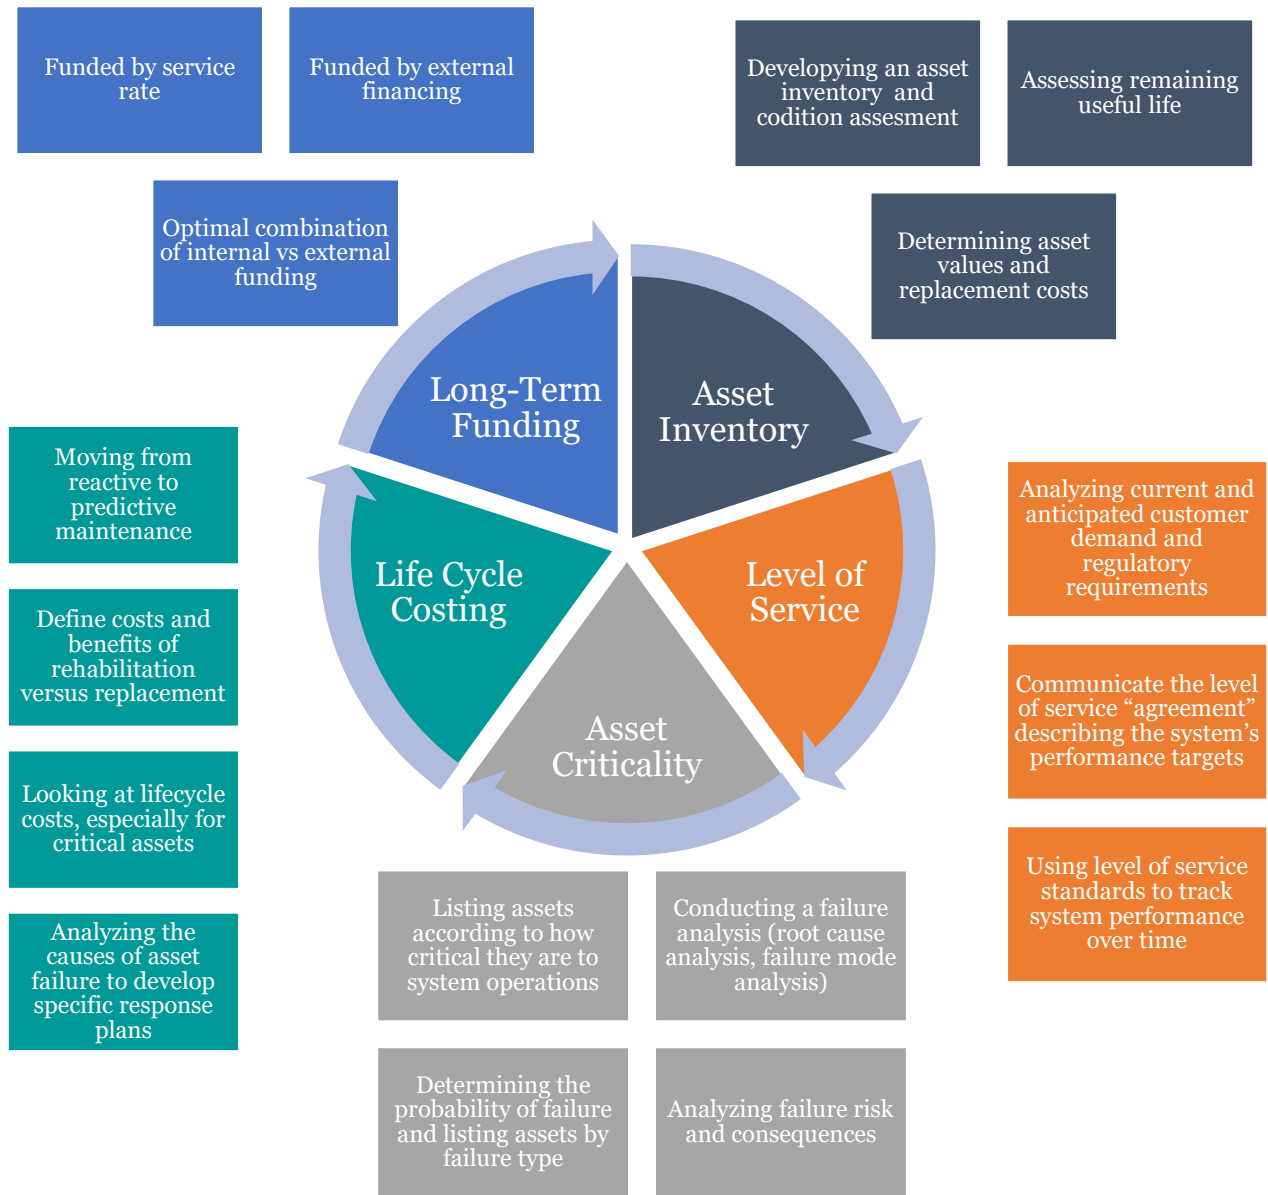 Funded by service
rate
Funded by external
financing
Optimal combination
of internal vs external
funding
Developying an asset
inventory and
codition assesment
Assessing remaining
useful life
Determining asset
values and
replacement costs
Long-Term
Funding
Asset
Inventory
Level of
Service
Asset
Criticality
Life Cycle
Costing
Moving from
reactive to
predictive
maintenance
Define costs and
benefits of
rehabilitation
versus replacement
Looking at lifecycle
costs, especially for
critical assets
Analyzing the
causes of asset
failure to develop
specific response
plans
Analyzing current and
anticipated customer
demand and
regulatory
requirements
Communicate the level
of service “agreement”
describing the system’s
performance targets
Using level of service
standards to track
system performance
over time
Listing assets
according to how
critical they are to
system operations
Conducting a failure
analysis (root cause
analysis, failure mode
analysis)
Determining the
probability of failure
and listing assets by
failure type
Analyzing failure risk
and consequences